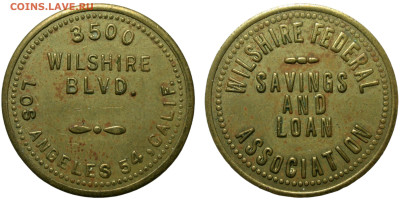 COINS.LAVE.RU
3500
WILSHIRE
BLVD.
LOS ANGELES 54, CALIF.
WILSHIRE FEDERAL
SAVINGS
AND
LOAN
ASSOCIATION